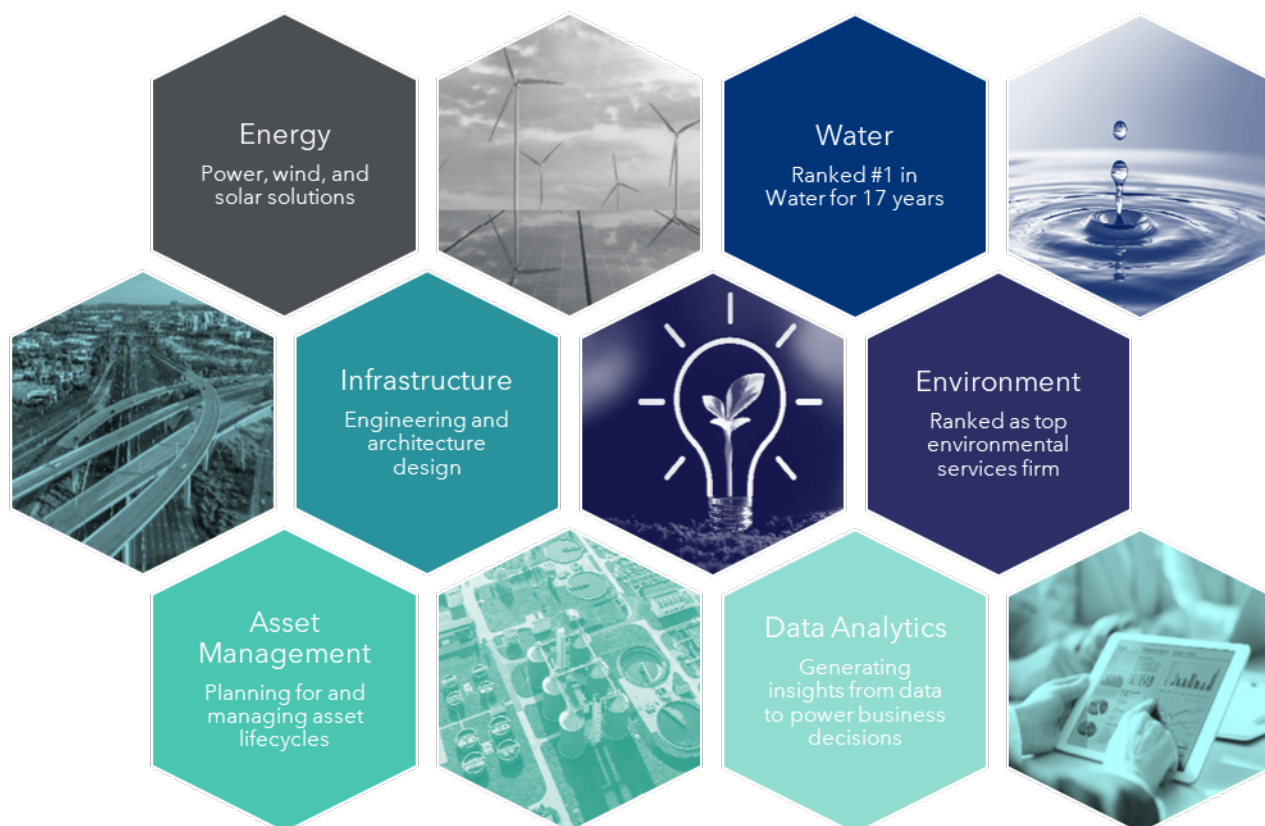 Energy
Power, wind, and
solar solutions
Water
Ranked #1 in
Water for 17 years
Infrastructure
Engineering and
architecture
design
Environment
Ranked as top
environmental
services firm
Asset
Management
Planning for and
managing asset
lifecycles
Data Analytics
Generating
insights from data
to power business
decisions